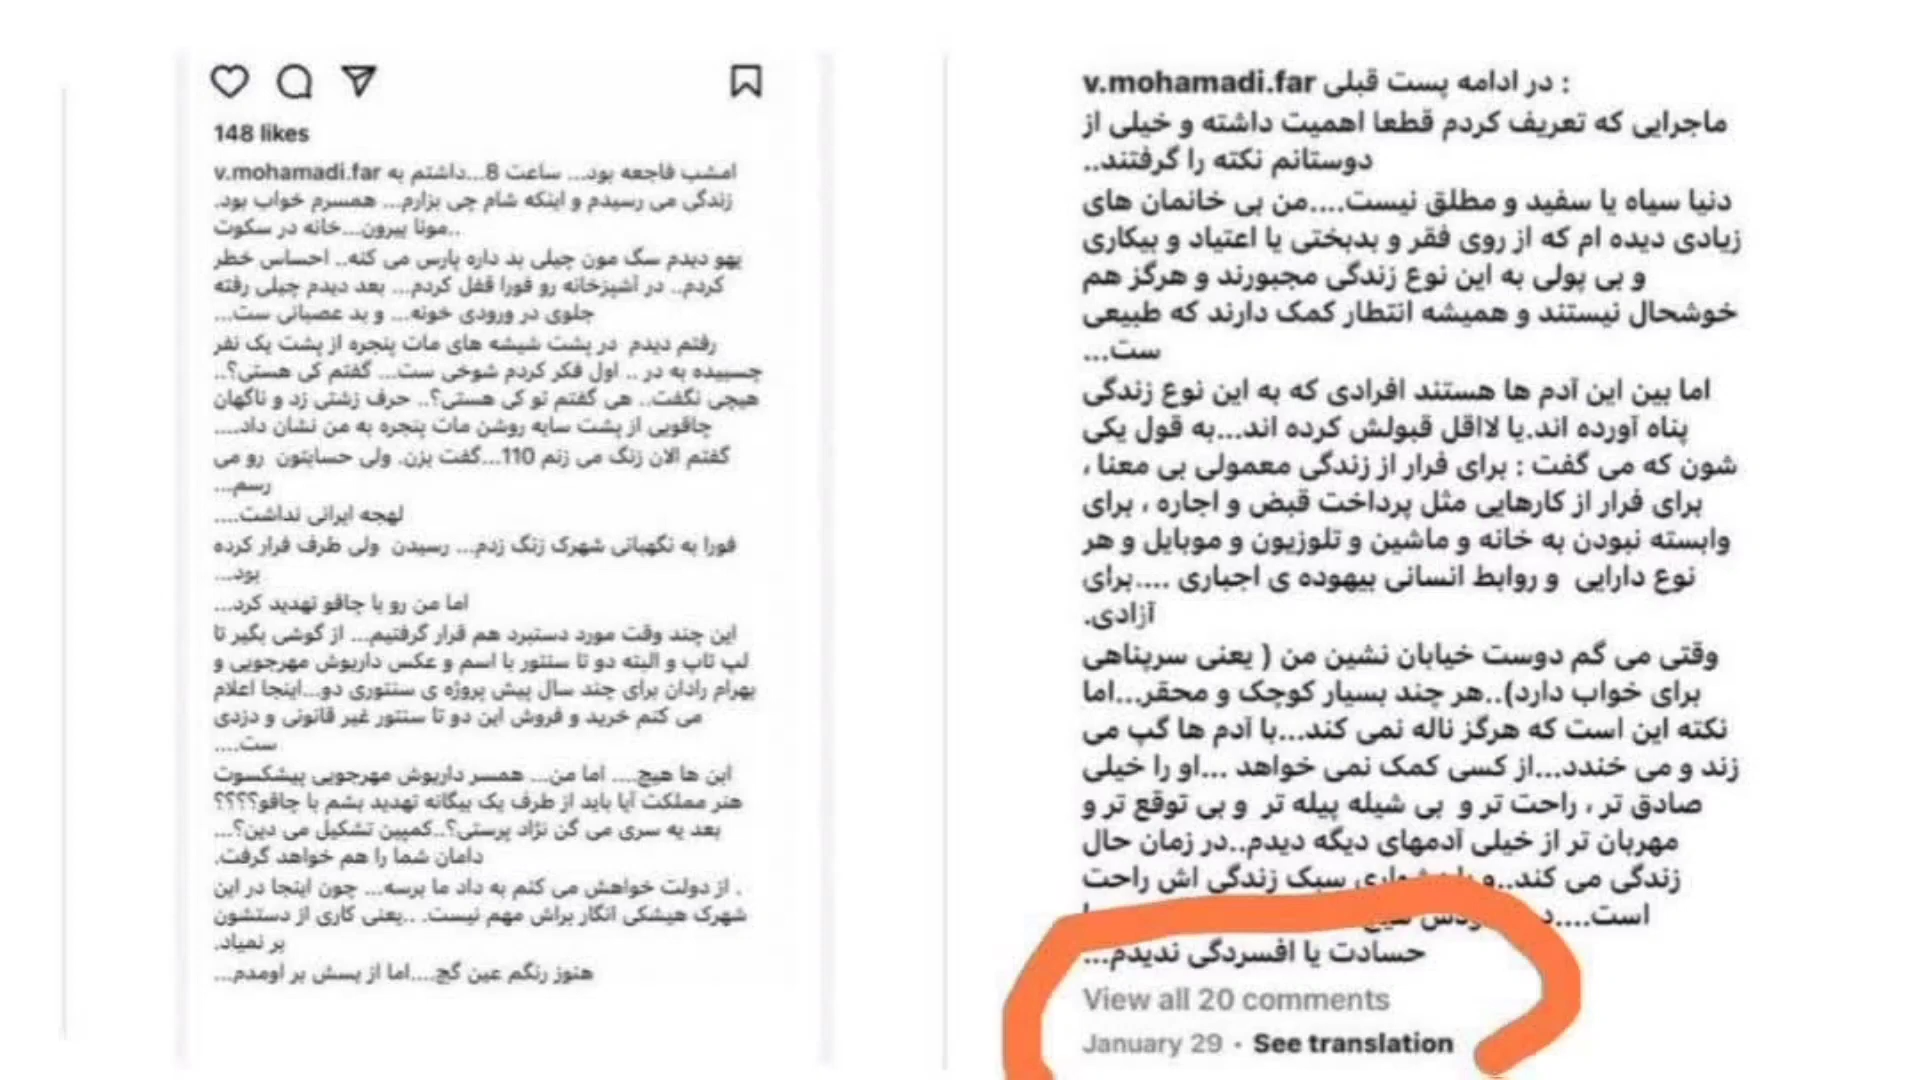 148 likes
v.mohamadi.far امشب فاجعه بود... ساعت 8...داشتم به
زندگی می رسیدم و اینکه شام چی بزارم... همسرم خواب بود.
..مونا بیرون...خانه در سکوت
یهو دیدم سگ مون چیلی بد داره پارس می کنه.. احساس خطر
کردم.. در آشپزخانه رو فورا قفل کردم... بعد دیدم چیلی رفته
جلوی در ورودی خونه... و بد عصبانی ست...
رفتم دیدم در پشت شیشه های مات پنجره از پشت یک نفر
چسبیده به در .. اول فکر کردم شوخی ست... گفتم کی هستی؟..
هیچی نگفت.. هی گفتم تو کی هستی؟.. حرف زشتی زد و ناگهان
چاقویی از پشت سایه روشن مات پنجره به من نشان داد....
گفتم الان زنگ می زنم 110...گفت بزن. ولی حسابتون رو می
رسم...
لهجه ایرانی نداشت....
فورا به نگهبانی شهرک زنگ زدم... رسیدن ولی طرف فرار کرده
بود...
اما من رو با چاقو تهدید کرد...
این چند وقت مورد دستبرد هم قرار گرفتیم... از گوشی بگیر تا
لپ تاپ و البته دو تا سنتور با اسم و عکس داریوش مهرجویی و
بهرام رادان برای چند سال پیش پروژه ی سنتوری دو...اینجا اعلام
می کنم خرید و فروش این دو تا سنتور غیر قانونی و دزدی
ست....
این ها هیچ.... اما من... همسر داریوش مهرجویی پیشکسوت
هنر مملکت آیا باید از طرف یک بیگانه تهدید بشم با چاقو؟؟؟؟
بعد یه سری می گن نژاد پرستی؟..کمپین تشکیل می دین؟...
دامان شما را هم خواهد گرفت.
. از دولت خواهش می کنم به داد ما برسه... چون اینجا در این
شهرک هیشکی انگار براش مهم نیست. ..یعنی کاری از دستشون
بر نمیاد.
هنوز رنگم عین گچ....اما از پسش بر اومدم...
v.mohamadi.far در ادامه پست قبلی :
ماجرایی که تعریف کردم قطعا اهمیت داشته و خیلی از
دوستانم نکته را گرفتند..
دنیا سیاه یا سفید و مطلق نیست....من بی خانمان های
زیادی دیده ام که از روی فقر و بدبختی یا اعتیاد و بیکاری
و بی پولی به این نوع زندگی مجبورند و هرگز هم
خوشحال نیستند و همیشه انتطار کمک دارند که طبیعی
ست...
اما بین این آدم ها هستند افرادی که به این نوع زندگی
پناه آورده اند.یا لااقل قبولش کرده اند...به قول یکی
شون که می گفت : برای فرار از زندگی معمولی بی معنا ،
برای فرار از کارهایی مثل پرداخت قبض و اجاره ، برای
وابسته نبودن به خانه و ماشین و تلوزیون و موبایل و هر
نوع دارایی و روابط انسانی بیهوده ی اجباری ....برای
آزادی.
وقتی می گم دوست خیابان نشین من ( یعنی سرپناهی
برای خواب دارد)..هر چند بسیار کوچک و محقر...اما
نکته این است که هرگز ناله نمی کند...با آدم ها گپ می
زند و می خندد...از کسی کمک نمی خواهد ...او را خیلی
صادق تر ، راحت تر و بی شیله پیله تر و بی توقع تر و
مهربان تر از خیلی آدمهای دیگه دیدم..در زمان حال
زندگی می کند..و سبک زندگی اش راحت
است....
حسادت یا افسردگی ندیدم...
View all 20 comments
January 29 · See translation